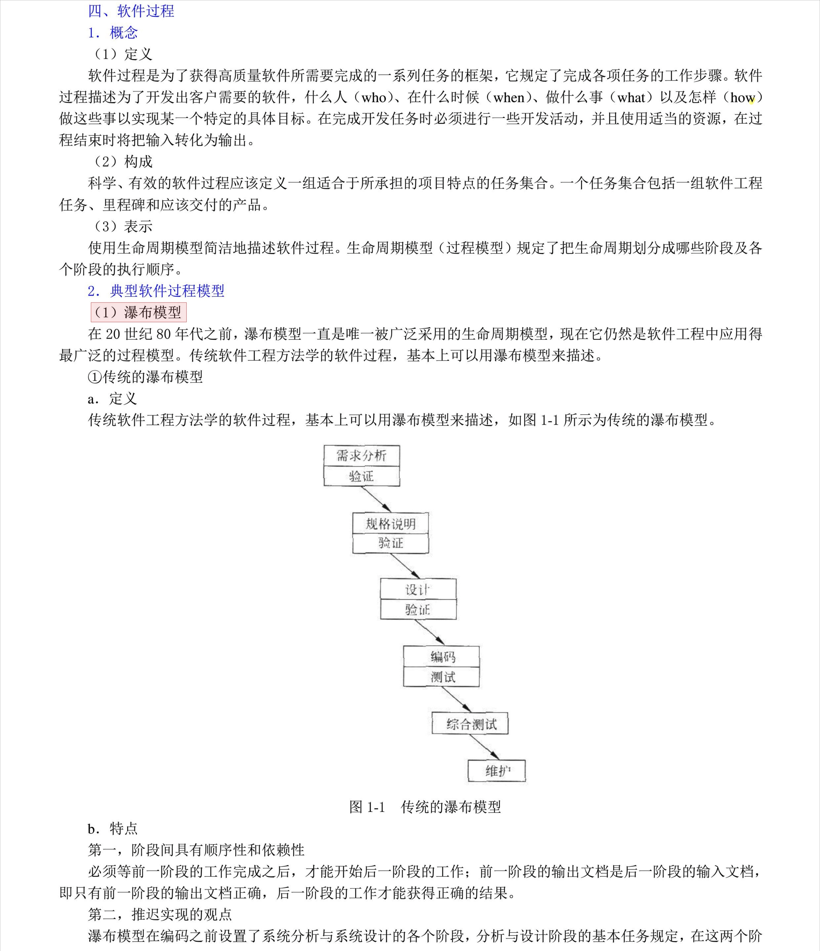 四、软件过程
1．概念
（1）定义
软件过程是为了获得高质量软件所需要完成的一系列任务的框架，它规定了完成各项任务的工作步骤。软件
过程描述为了开发出客户需要的软件，什么人（who）、在什么时候（when）、做什么事（what）以及怎样（how）
做这些事以实现某一个特定的具体目标。在完成开发任务时必须进行一些开发活动，并且使用适当的资源，在过
程结束时将把输入转化为输出。
（2）构成
科学、有效的软件过程应该定义一组适合于所承担的项目特点的任务集合。一个任务集合包括一组软件工程
任务、里程碑和应该交付的产品。
（3）表示
使用生命周期模型简洁地描述软件过程。生命周期模型（过程模型）规定了把生命周期划分成哪些阶段及各
个阶段的执行顺序。
2．典型软件过程模型
（1）瀑布模型
在 20 世纪 80 年代之前，瀑布模型一直是唯一被广泛采用的生命周期模型，现在它仍然是软件工程中应用得
最广泛的过程模型。传统软件工程方法学的软件过程，基本上可以用瀑布模型来描述。
①传统的瀑布模型
a．定义
传统软件工程方法学的软件过程，基本上可以用瀑布模型来描述，如图 1-1 所示为传统的瀑布模型。
需求分析
验证
规格说明
验证
设计
验证
编码
测试
综合测试
维护
图 1-1　传统的瀑布模型
b．特点
第一，阶段间具有顺序性和依赖性
必须等前一阶段的工作完成之后，才能开始后一阶段的工作；前一阶段的输出文档是后一阶段的输入文档，
即只有前一阶段的输出文档正确，后一阶段的工作才能获得正确的结果。
第二，推迟实现的观点
瀑布模型在编码之前设置了系统分析与系统设计的各个阶段，分析与设计阶段的基本任务规定，在这两个阶